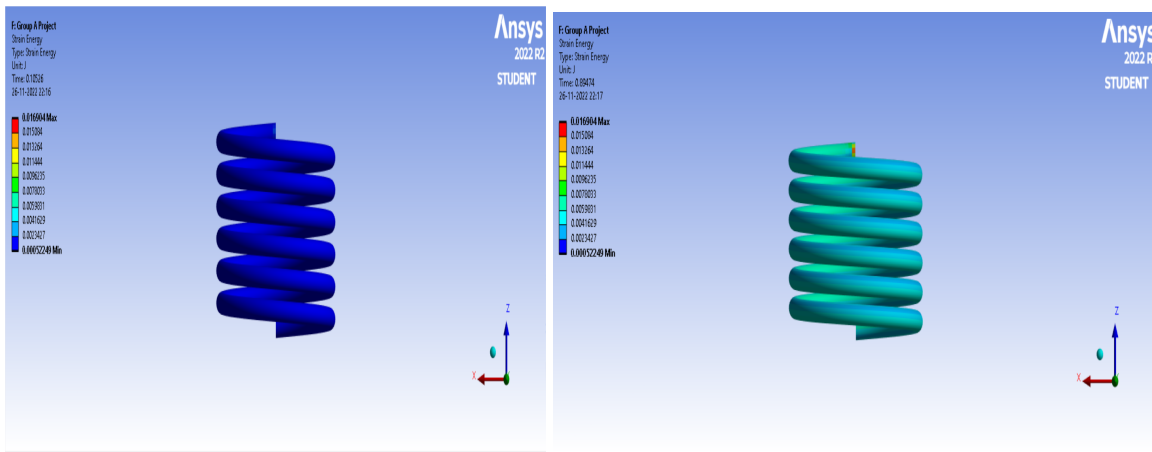 F: Group A Project
Strain Energy
Type: Strain Energy
Unit: J
Time: 0.10526
26-11-2022 22:16
0.016904 Max
0.015084
0.013264
0.011444
0.0096235
0.0078033
0.0059831
0.0041629
0.0023427
0.00052249 Min
Ansys
2022 R2
STUDENT
Z
X
F: Group A Project
Strain Energy
Type: Strain Energy
Unit: J
Time: 0.89474
26-11-2022 22:17
0.016904 Max
0.015084
0.013264
0.011444
0.0096235
0.0078033
0.0059831
0.0041629
0.0023427
0.00052249 Min
Ansys
2022 R
STUDENT
Z
X